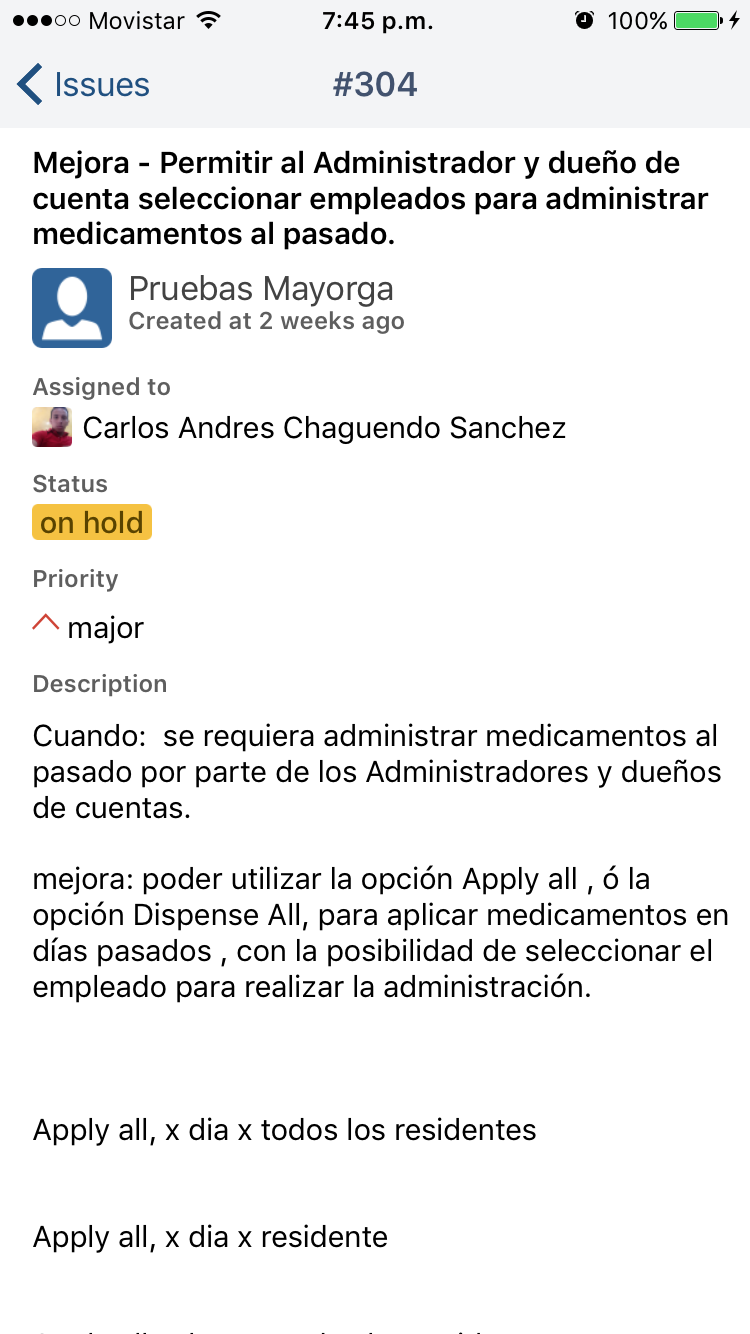 Movistar 7:45 p.m. 100%
Issues #304
Mejora - Permitir al Administrador y dueño de
cuenta seleccionar empleados para administrar
medicamentos al pasado.
Pruebas Mayorga
Created at 2 weeks ago
Assigned to
Carlos Andres Chaguendo Sanchez
Status
on hold
Priority
major
Description
Cuando:  se requiera administrar medicamentos al
pasado por parte de los Administradores y dueños
de cuentas.
mejora: poder utilizar la opción Apply all , ó la
opción Dispense All, para aplicar medicamentos en
días pasados , con la posibilidad de seleccionar el
empleado para realizar la administración.
Apply all, x dia x todos los residentes
Apply all, x dia x residente